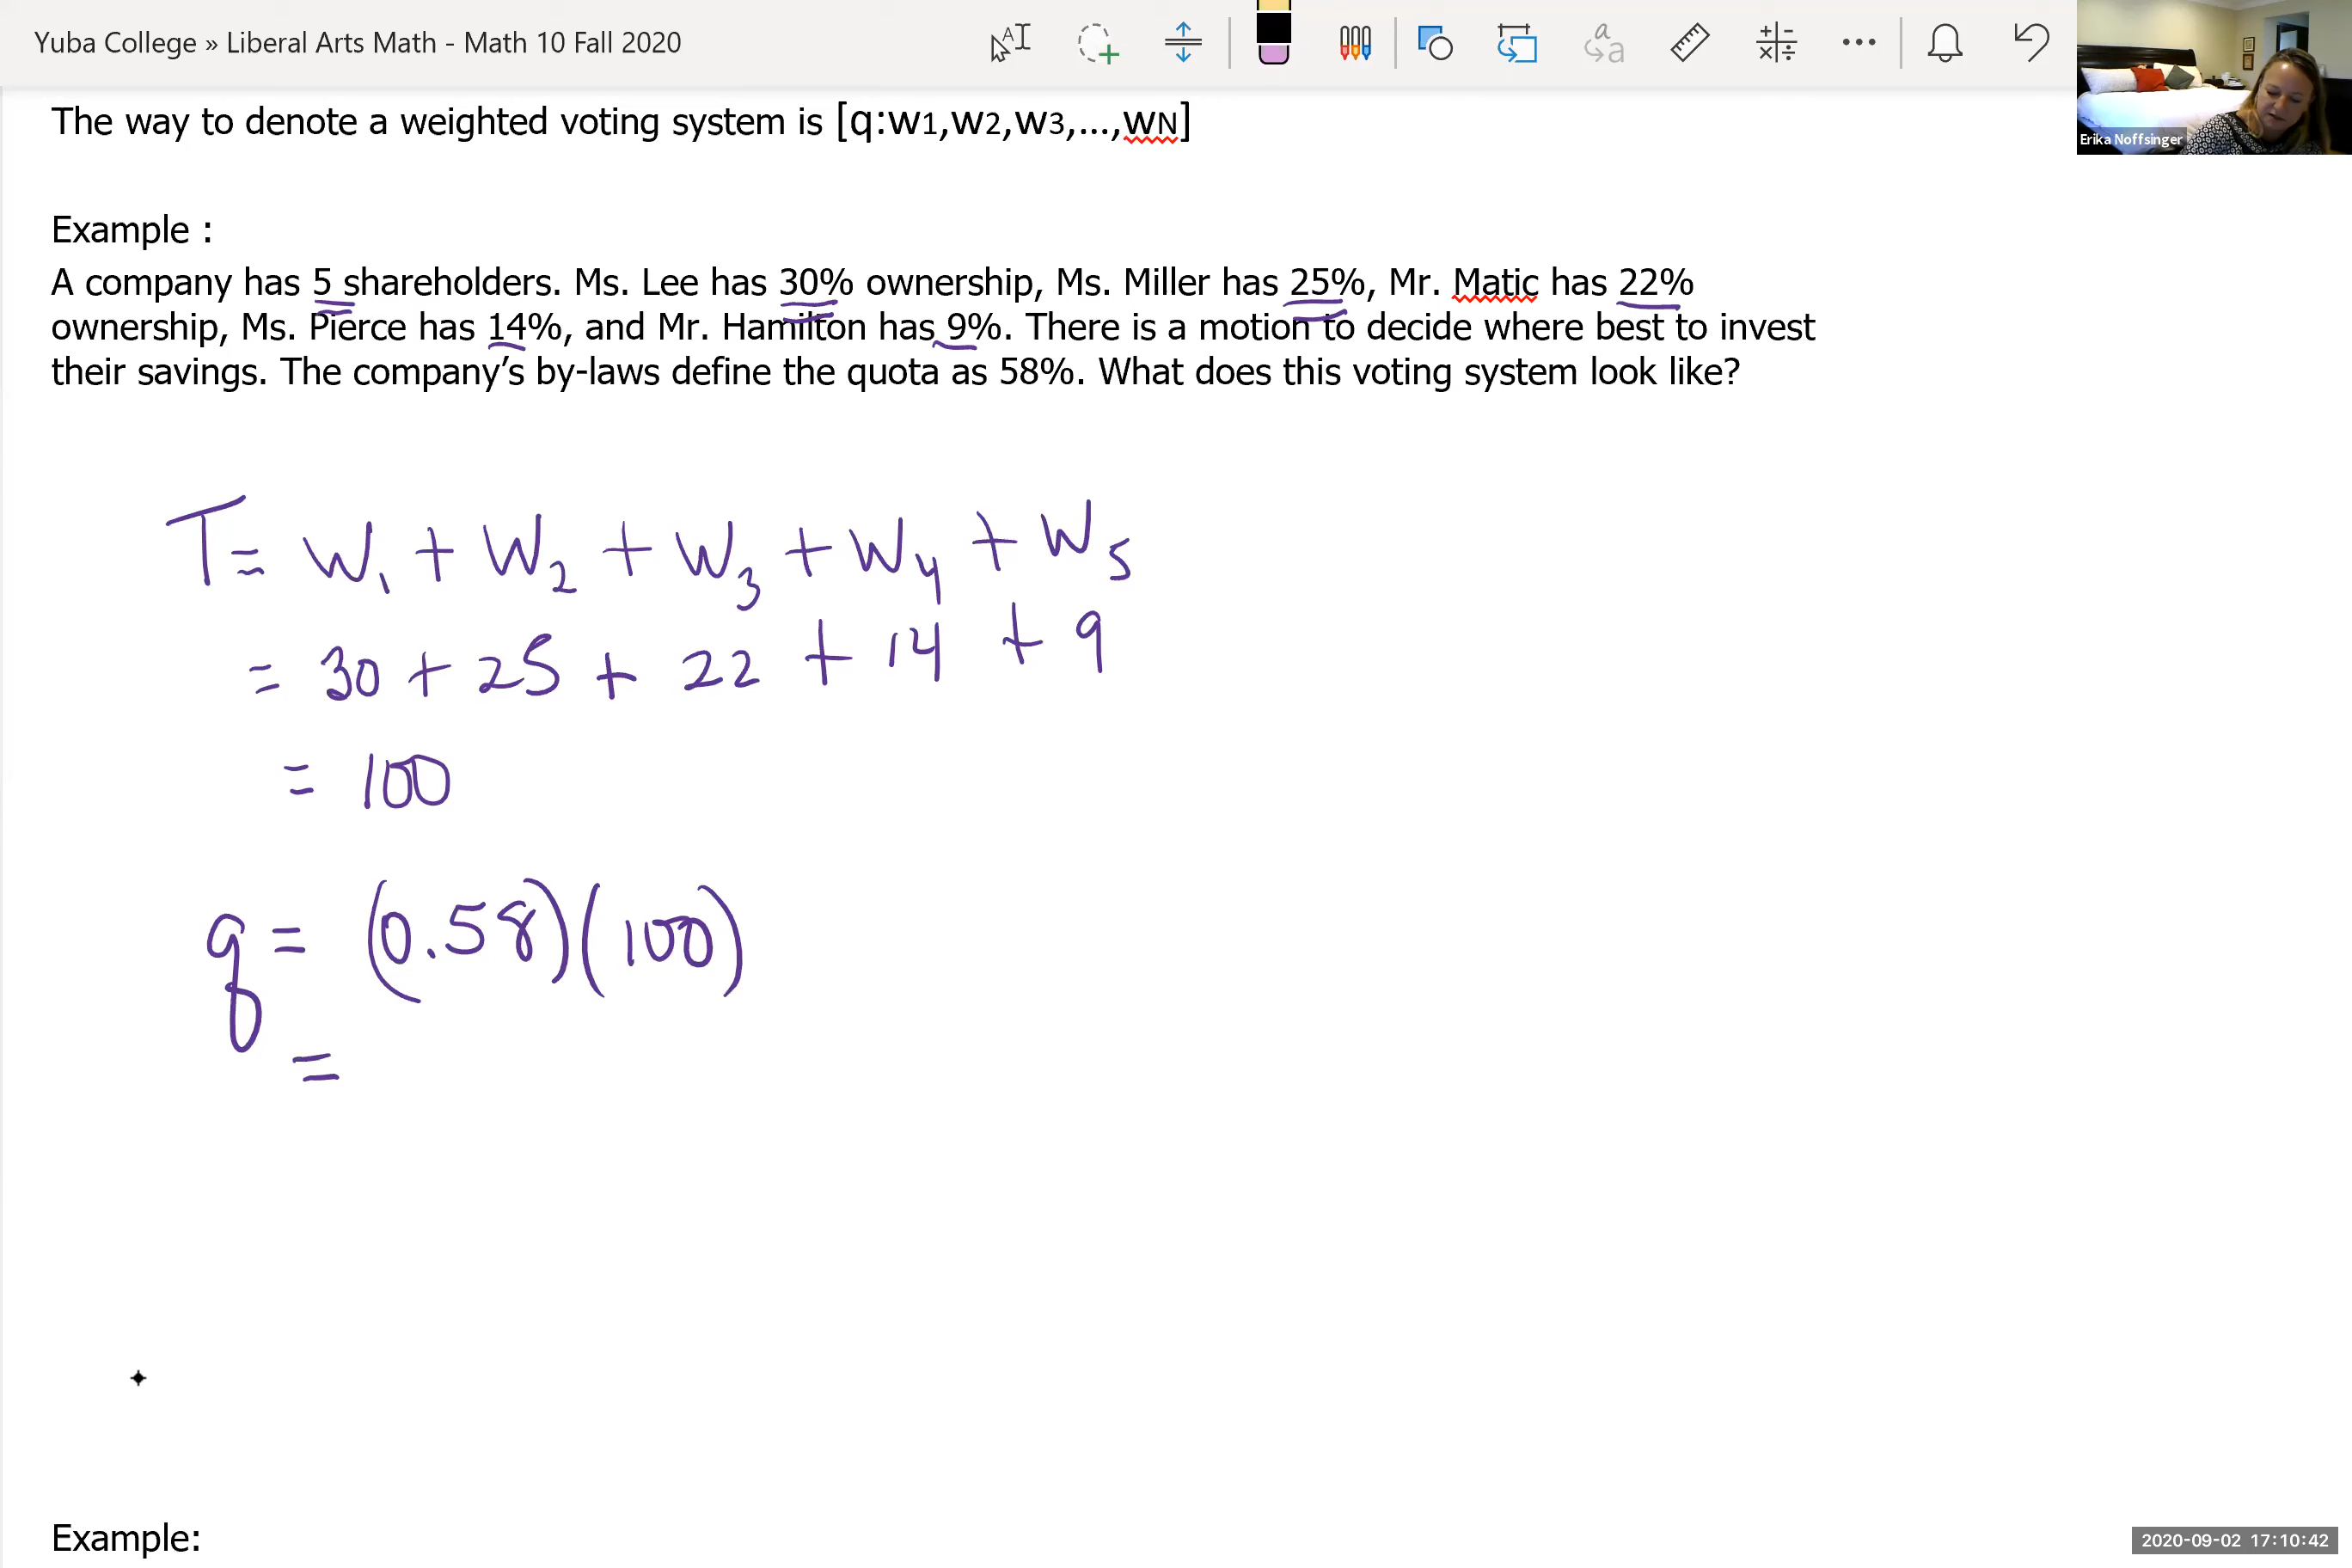 Yuba College » Liberal Arts Math - Math 10 Fall 2020
Erika Noffsinger
The way to denote a weighted voting system is [q:w1,w2,w3,...,wN]
Example :
A company has 5 shareholders. Ms. Lee has 30% ownership, Ms. Miller has 25%, Mr. Matic has 22%
ownership, Ms. Pierce has 14%, and Mr. Hamilton has 9%. There is a motion to decide where best to invest
their savings. The company’s by-laws define the quota as 58%. What does this voting system look like?
T = W₁ + W₂ + W₃ + W₄ + W₅
= 30 + 25 + 22 + 14 + 9
= 100
q = (0.58)(100)
=
Example:
2020-09-02 17:10:42